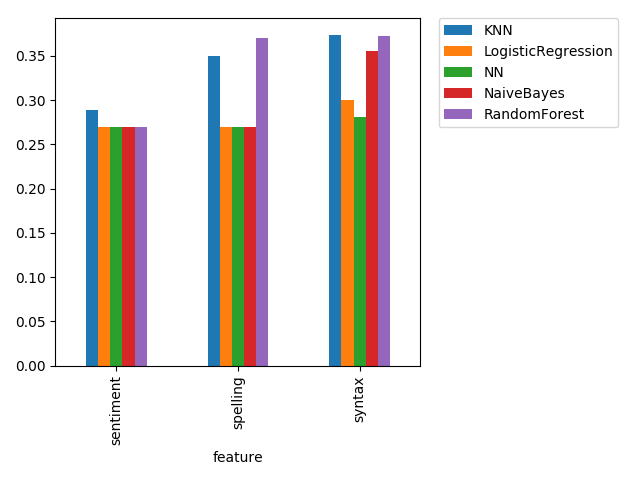 KNN
LogisticRegression
NN
NaiveBayes
RandomForest
0.35
0.30
0.25
0.20
0.15
0.10
0.05
0.00
sentiment
spelling
syntax
feature